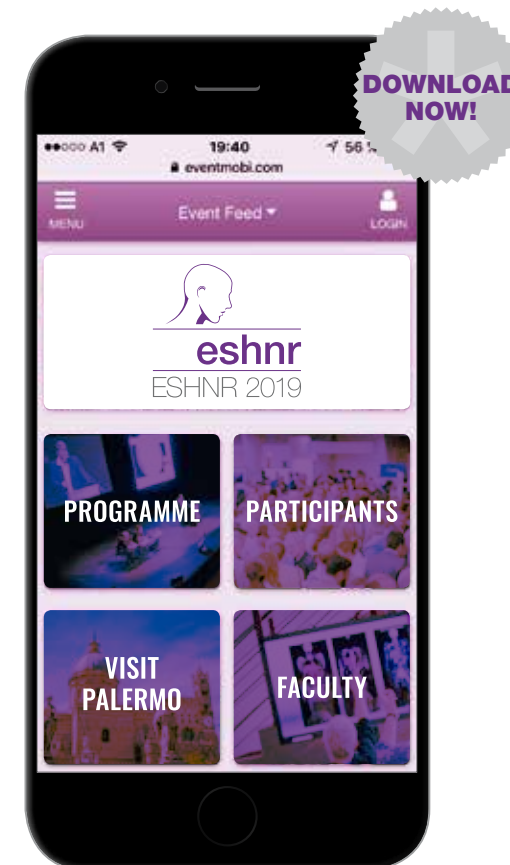 DOWNLOAD
NOW!
A1 19:40 56
eventmobi.com
MENU Event Feed LOGIN
eshnr
ESHNR 2019
PROGRAMME PARTICIPANTS
VISIT
PALERMO
FACULTY